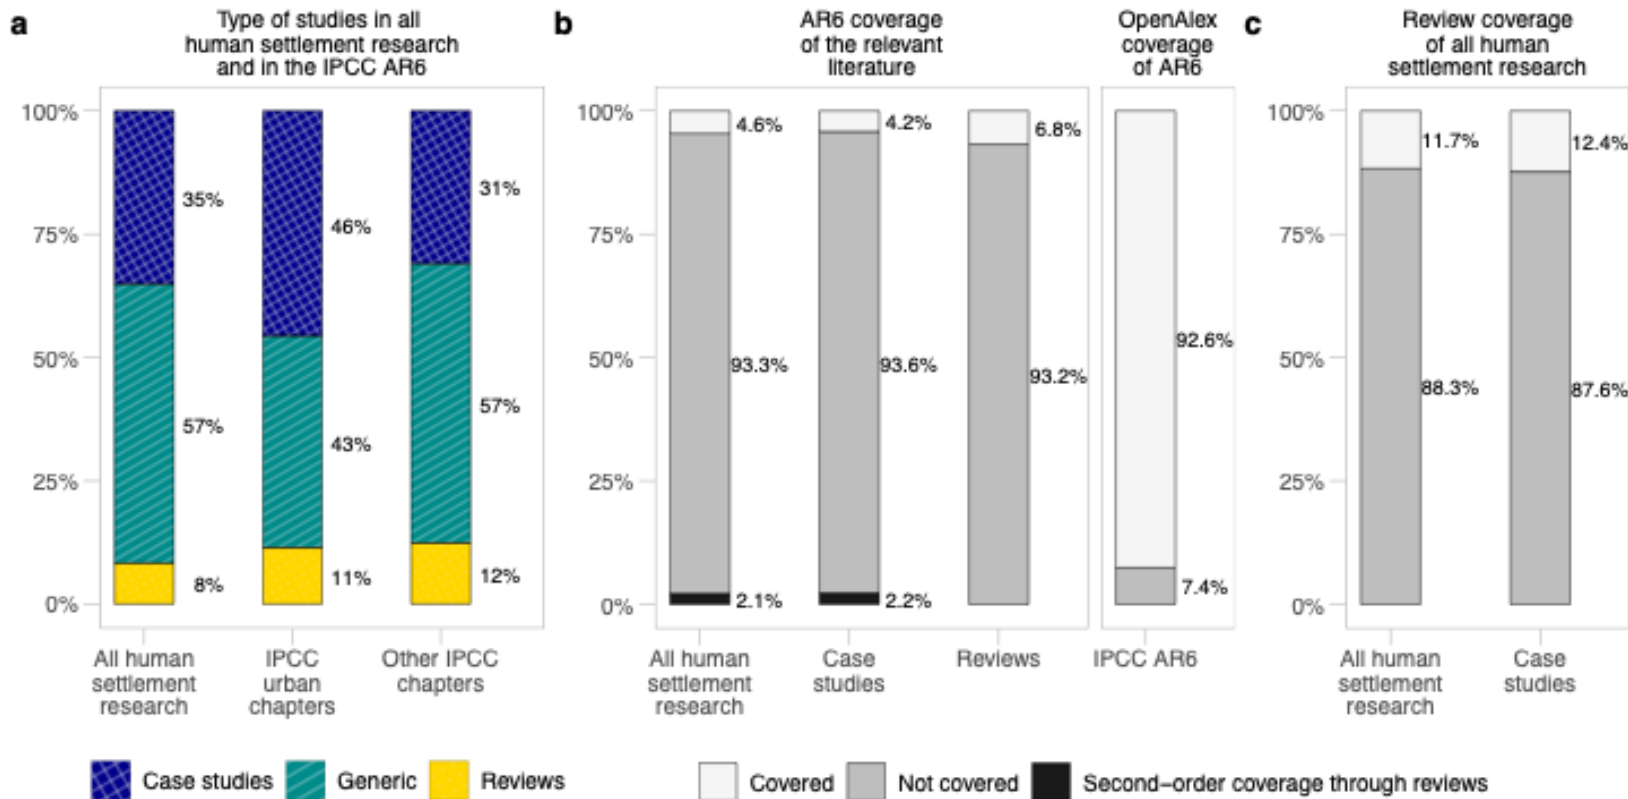 a
Type of studies in all
human settlement research
and in the IPCC AR6
100%
75%
50%
25%
0%
35%
57%
8%
46%
43%
11%
31%
57%
12%
All human
settlement
research
IPCC
urban
chapters
Other IPCC
chapters
Case studies
Generic
Reviews
b
AR6 coverage
of the relevant
literature
100%
75%
50%
25%
0%
4.6%
93.3%
2.1%
4.2%
93.6%
2.2%
6.8%
93.2%
All human
settlement
research
Case
studies
Reviews
OpenAlex
coverage
of AR6
92.6%
7.4%
IPCC AR6
Covered
Not covered
Second-order coverage through reviews
c
Review coverage
of all human
settlement research
100%
75%
50%
25%
0%
11.7%
88.3%
12.4%
87.6%
All human
settlement
research
Case
studies